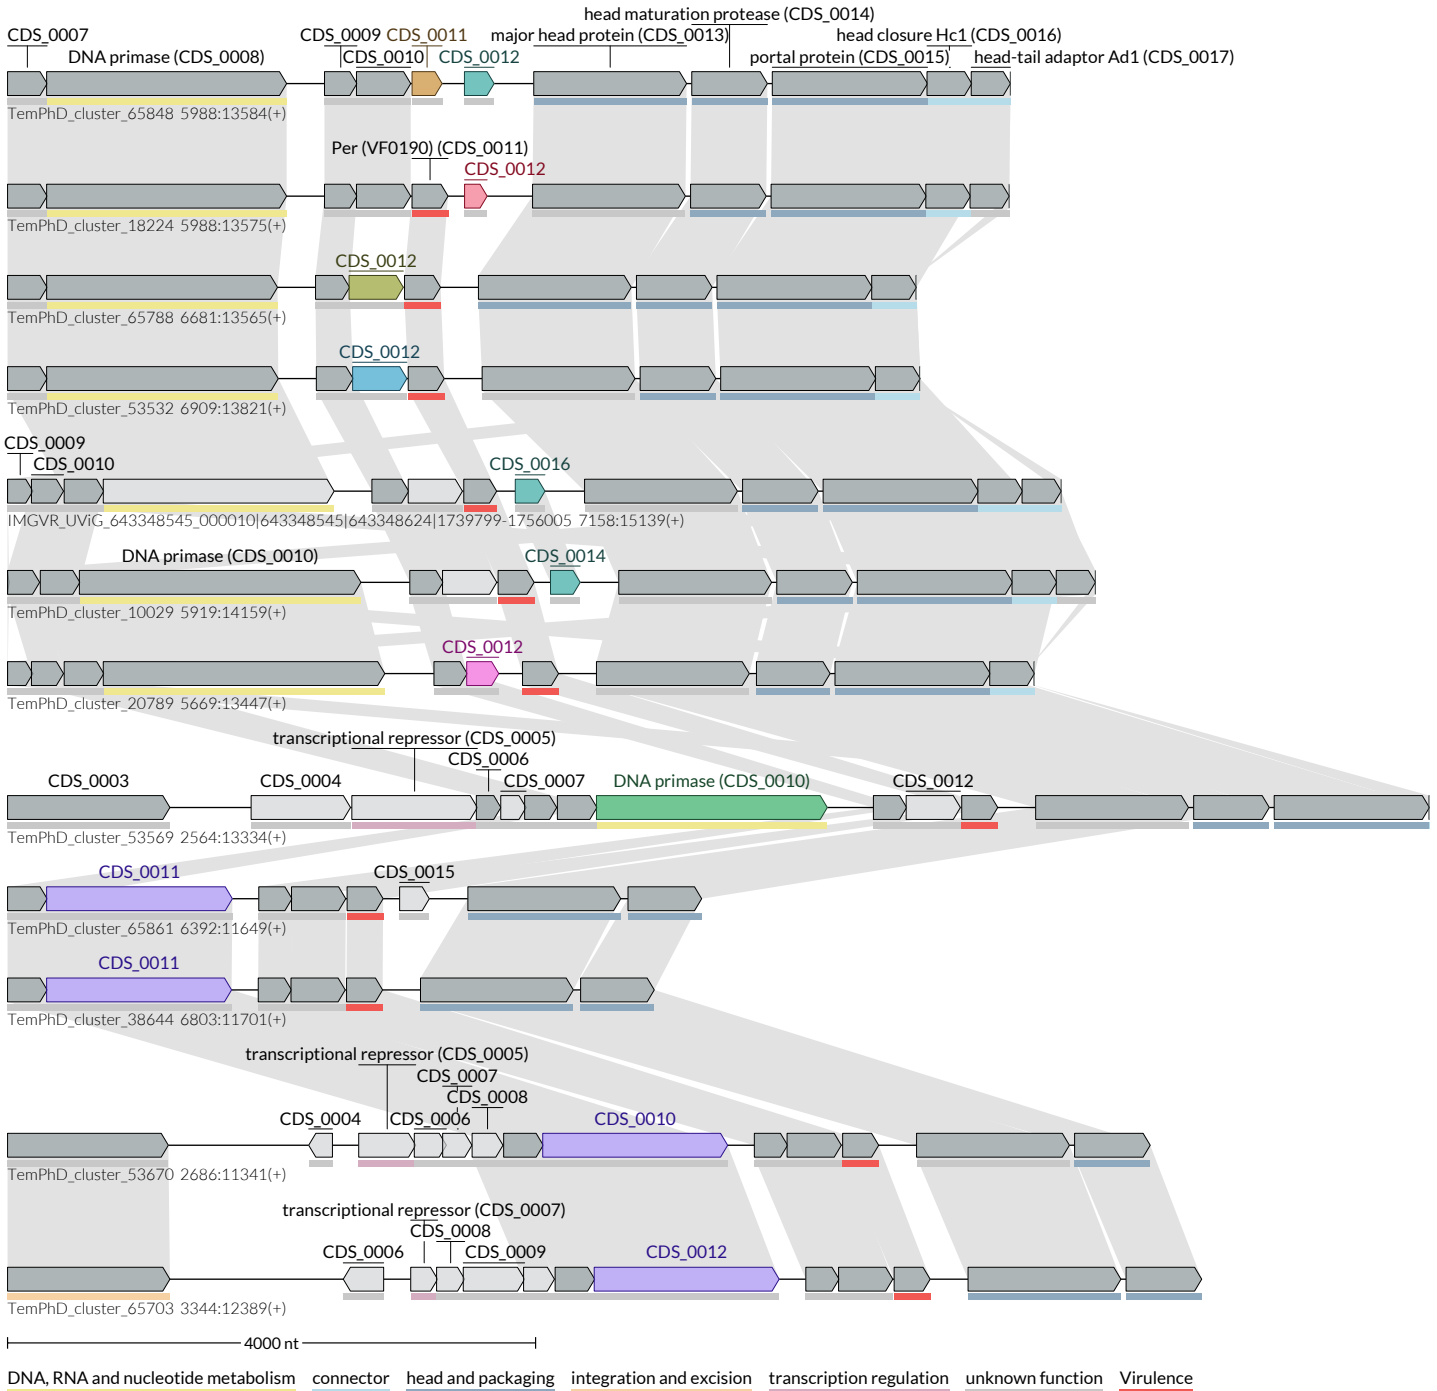 head maturation protease (CDS_0014)
CDS_0007 CDS_0009 CDS_0011 major head protein (CDS_0013) head closure Hc1 (CDS_0016)
DNA primase (CDS_0008) CDS_0010 CDS_0012 portal protein (CDS_0015) head-tail adaptor Ad1 (CDS_0017)
TemPhD_cluster_65848 5988:13584(+)
Per (VF0190) (CDS_0011)
CDS_0012
TemPhD_cluster_18224 5988:13575(+)
CDS_0012
TemPhD_cluster_65788 6681:13565(+)
CDS_0012
TemPhD_cluster_53532 6909:13821(+)
CDS_0009
CDS_0010 CDS_0016
IMGVR_UViG_643348545_000010|643348545|643348624|1739799-1756005 7158:15139(+)
DNA primase (CDS_0010) CDS_0014
TemPhD_cluster_10029 5919:14159(+)
CDS_0012
TemPhD_cluster_20789 5669:13447(+)
transcriptional repressor (CDS_0005)
CDS_0006
CDS_0003 CDS_0004 CDS_0007 DNA primase (CDS_0010) CDS_0012
TemPhD_cluster_53569 2564:13334(+)
CDS_0011 CDS_0015
TemPhD_cluster_65861 6392:11649(+)
CDS_0011
TemPhD_cluster_38644 6803:11701(+)
transcriptional repressor (CDS_0005)
CDS_0007
CDS_0008
CDS_0004 CDS_0006 CDS_0010
TemPhD_cluster_53670 2686:11341(+)
transcriptional repressor (CDS_0007)
CDS_0008
CDS_0006 CDS_0009 CDS_0012
TemPhD_cluster_65703 3344:12389(+)
4000 nt
DNA, RNA and nucleotide metabolism connector head and packaging integration and excision transcription regulation unknown function Virulence